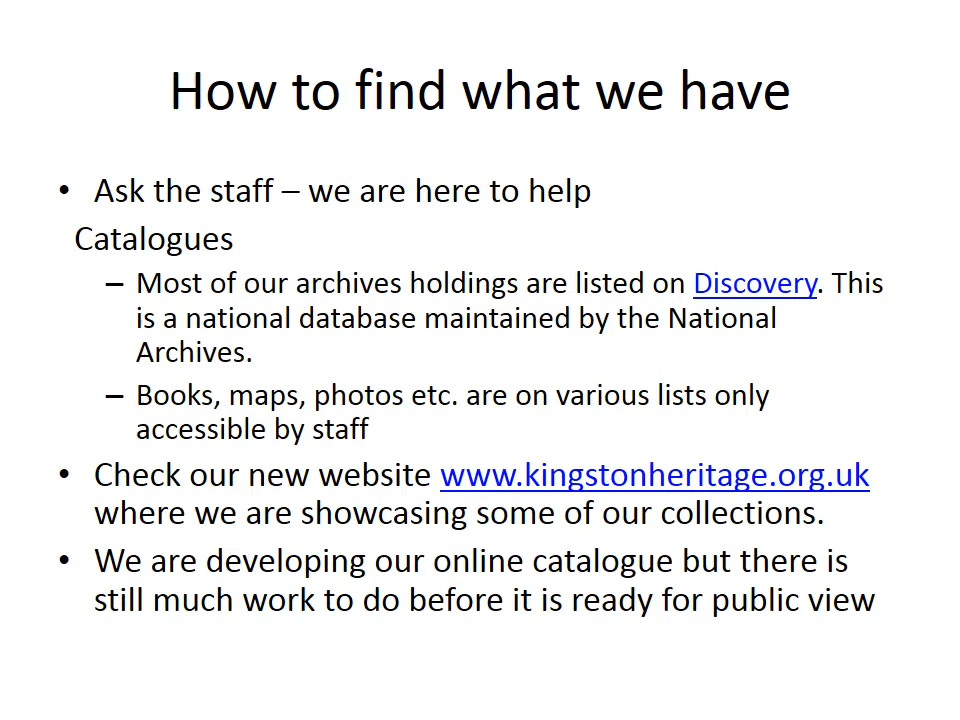 How to find what we have
• Ask the staff – we are here to help
Catalogues
– Most of our archives holdings are listed on Discovery. This
is a national database maintained by the National
Archives.
– Books, maps, photos etc. are on various lists only
accessible by staff
• Check our new website www.kingstonheritage.org.uk
where we are showcasing some of our collections.
• We are developing our online catalogue but there is
still much work to do before it is ready for public view